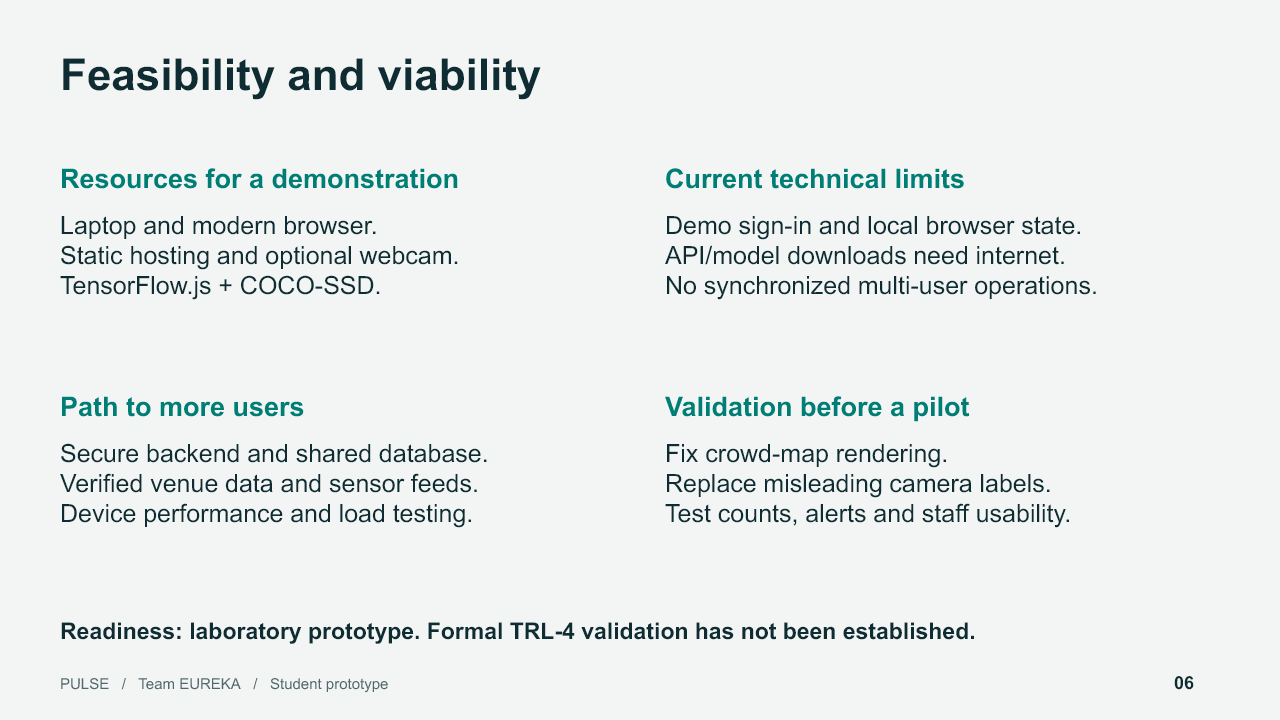 Feasibility and viability
Resources for a demonstration
Laptop and modern browser.
Static hosting and optional webcam.
TensorFlow.js + COCO-SSD.
Current technical limits
Demo sign-in and local browser state.
API/model downloads need internet.
No synchronized multi-user operations.
Path to more users
Secure backend and shared database.
Verified venue data and sensor feeds.
Device performance and load testing.
Validation before a pilot
Fix crowd-map rendering.
Replace misleading camera labels.
Test counts, alerts and staff usability.
Readiness: laboratory prototype. Formal TRL-4 validation has not been established.
PULSE / Team EUREKA / Student prototype
06